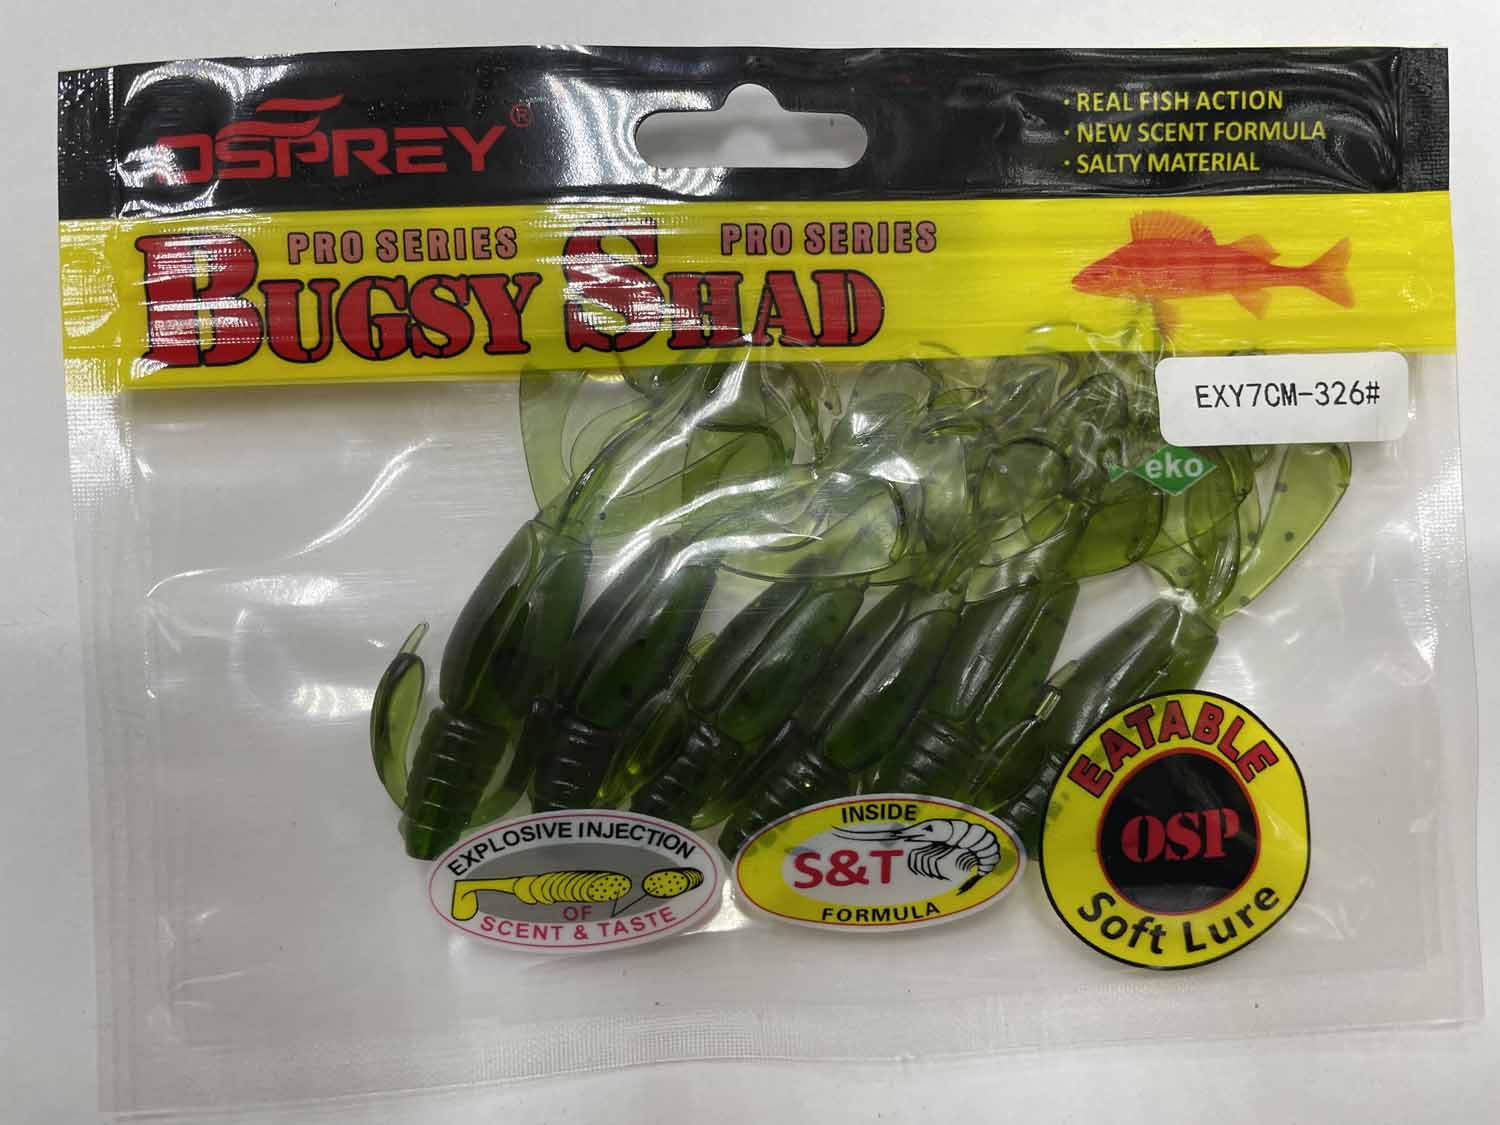 OSPREY®
· REAL FISH ACTION
· NEW SCENT FORMULA
· SALTY MATERIAL
PRO SERIES PRO SERIES
BUGSY SHAD
EXY7CM-326#
eko
EXPLOSIVE INJECTION
OF
SCENT & TASTE
INSIDE
S&T
FORMULA
EATABLE
OSP
Soft Lure